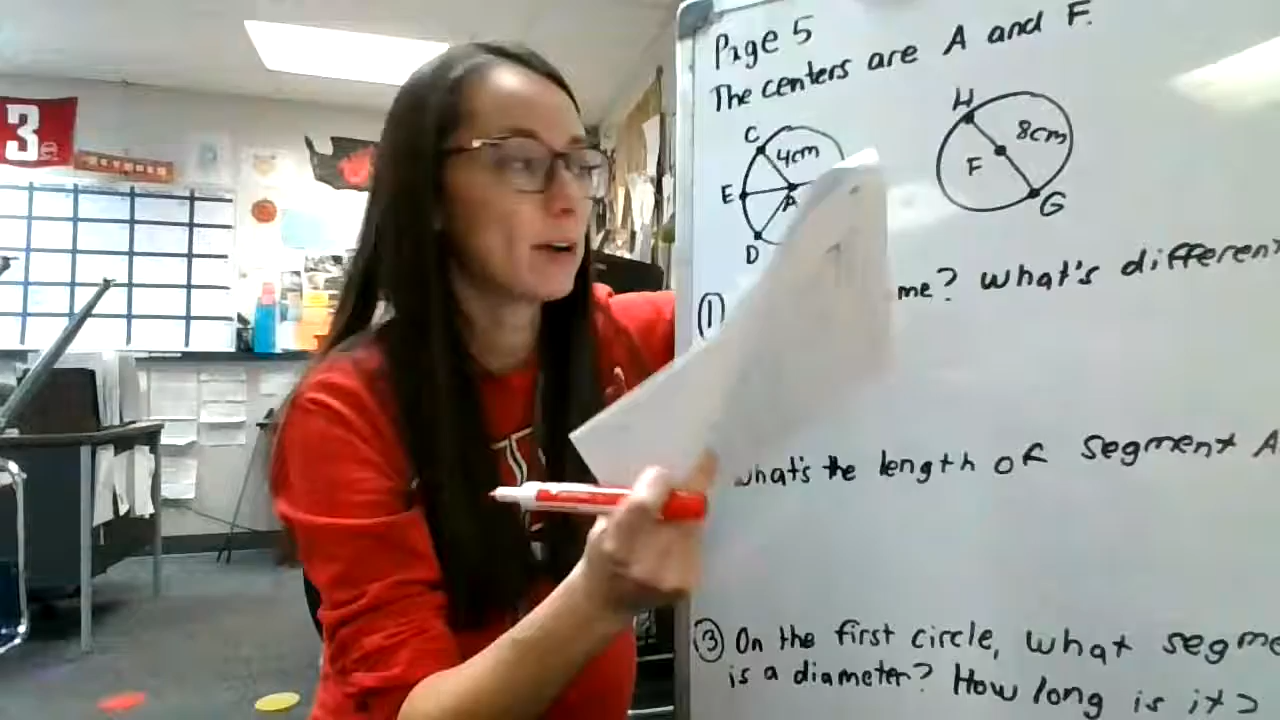 Page 5
The centers are A and F.
C
4cm
E
A
D
H
8cm
F
G
①
me? What's different
what's the length of segment A
③ On the first circle, what segme
is a diameter? How long is it?
3